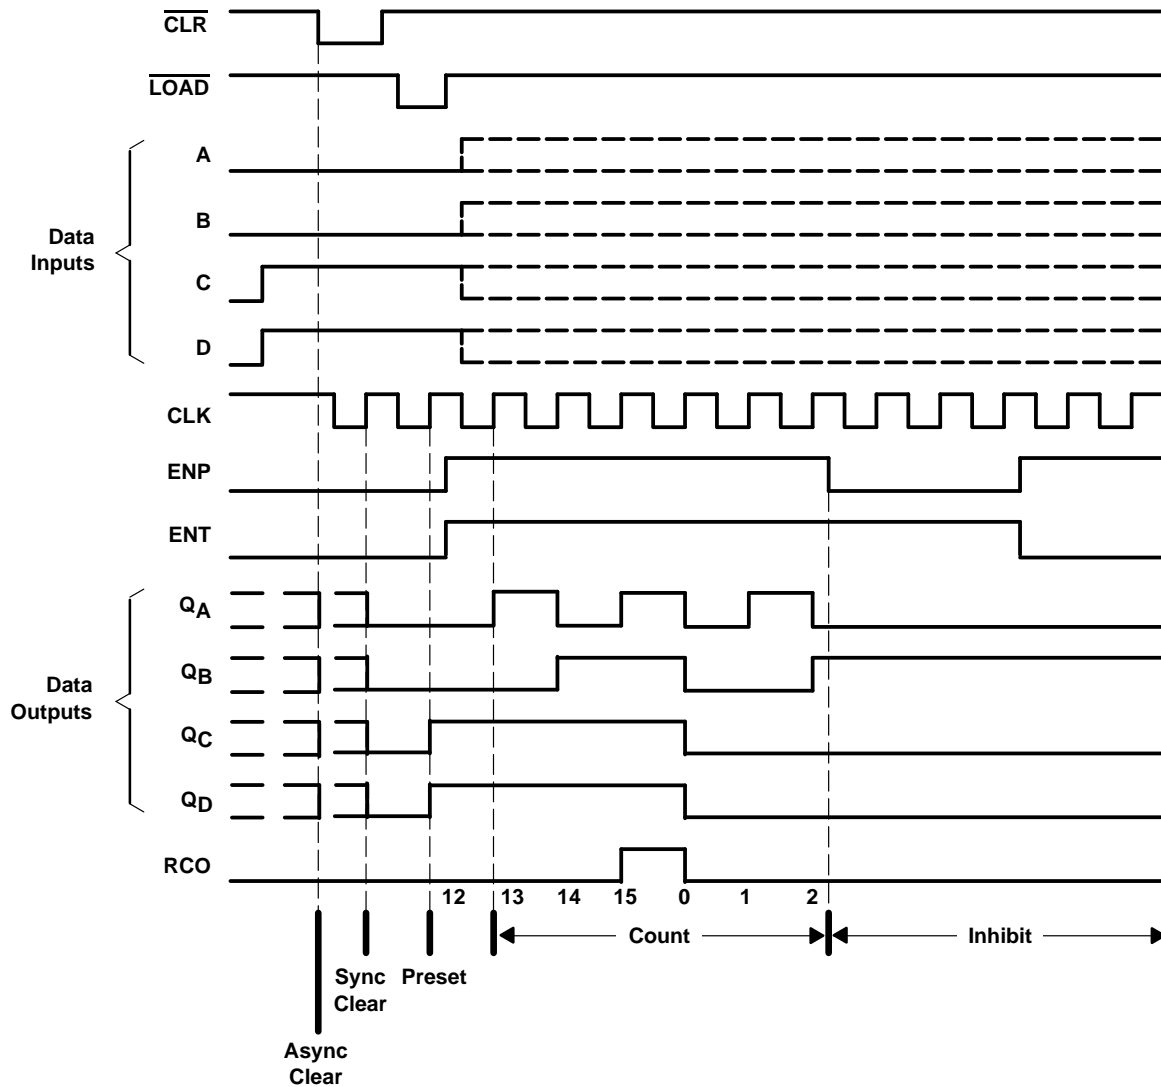 CLR
LOAD
A
B
Data
Inputs
C
D
CLK
ENP
ENT
QA
QB
Data
Outputs
QC
QD
RCO
12 13 14 15 0 1 2
Count Inhibit
Sync Preset
Clear
Async
Clear